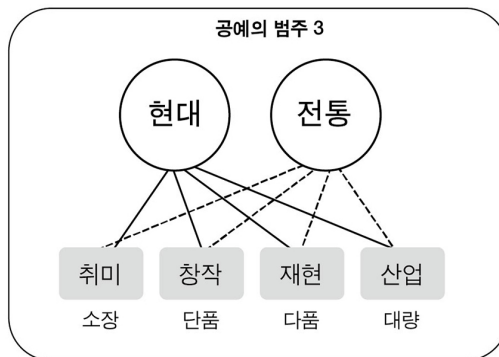 공예의 범주 3
현대 전통
취미 창작 재현 산업
소장 단품 다품 대량